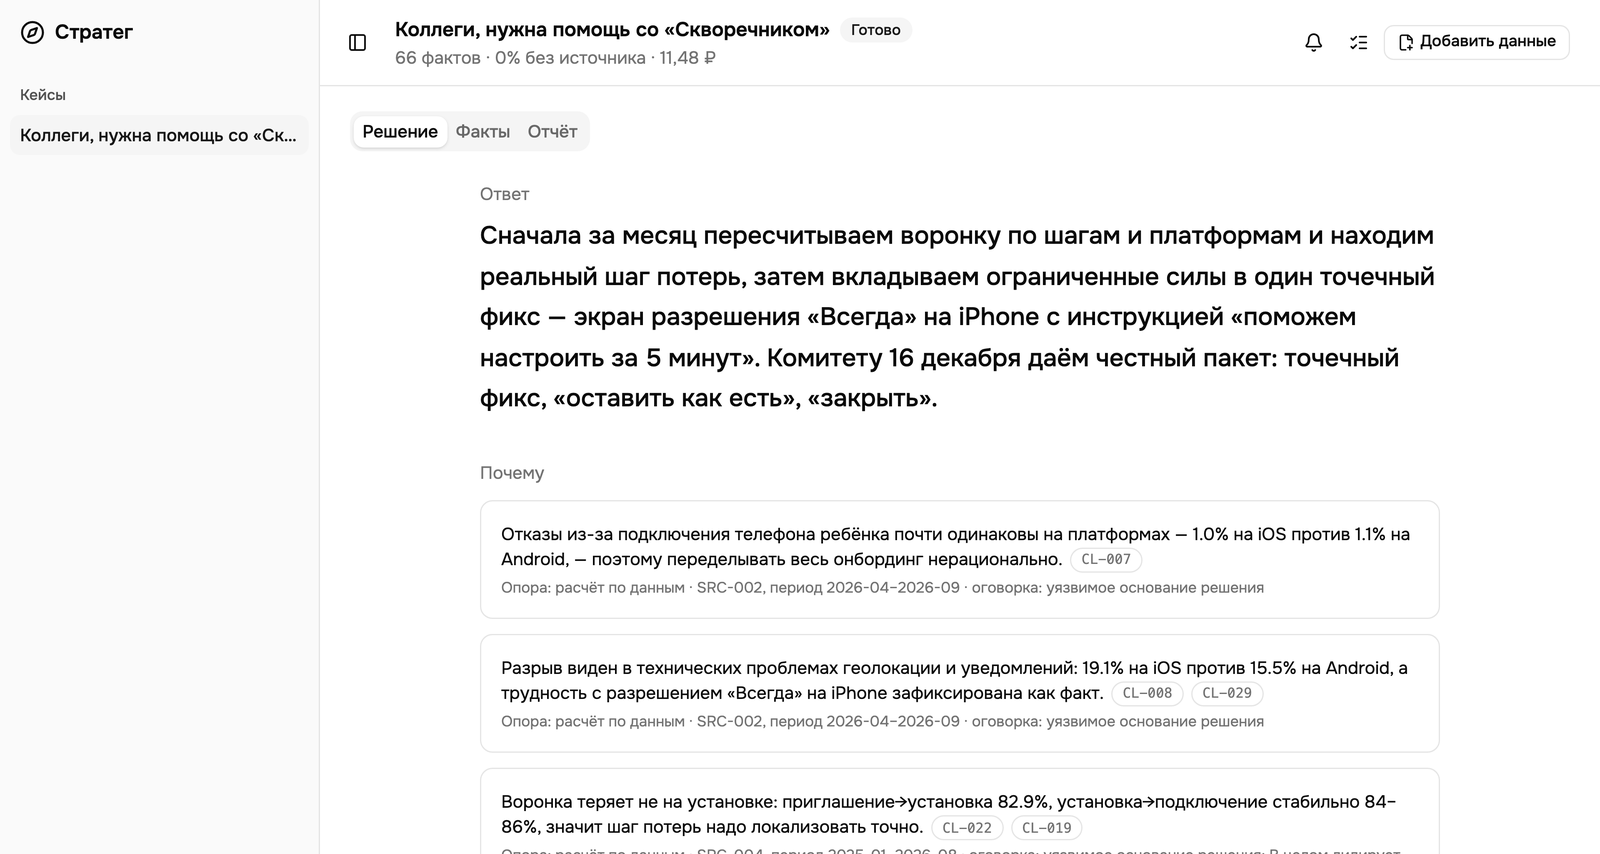 Стратег
Кейсы
Коллеги, нужна помощь со «Ск...
Коллеги, нужна помощь со «Скворечником» Готово
66 фактов · 0% без источника · 11,48 ₽
Добавить данные
Решение Факты Отчёт
Ответ
Сначала за месяц пересчитываем воронку по шагам и платформам и находим
реальный шаг потерь, затем вкладываем ограниченные силы в один точечный
фикс — экран разрешения «Всегда» на iPhone с инструкцией «поможем
настроить за 5 минут». Комитету 16 декабря даём честный пакет: точечный
фикс, «оставить как есть», «закрыть».
Почему
Отказы из-за подключения телефона ребёнка почти одинаковы на платформах — 1.0% на iOS против 1.1% на
Android, — поэтому переделывать весь онбординг нерационально. CL-007
Опора: расчёт по данным · SRC-002, период 2026-04–2026-09 · оговорка: уязвимое основание решения
Разрыв виден в технических проблемах геолокации и уведомлений: 19.1% на iOS против 15.5% на Android, а
трудность с разрешением «Всегда» на iPhone зафиксирована как факт. CL-008 CL-029
Опора: расчёт по данным · SRC-002, период 2026-04–2026-09 · оговорка: уязвимое основание решения
Воронка теряет не на установке: приглашение→установка 82.9%, установка→подключение стабильно 84–
86%, значит шаг потерь надо локализовать точно. CL-022 CL-019